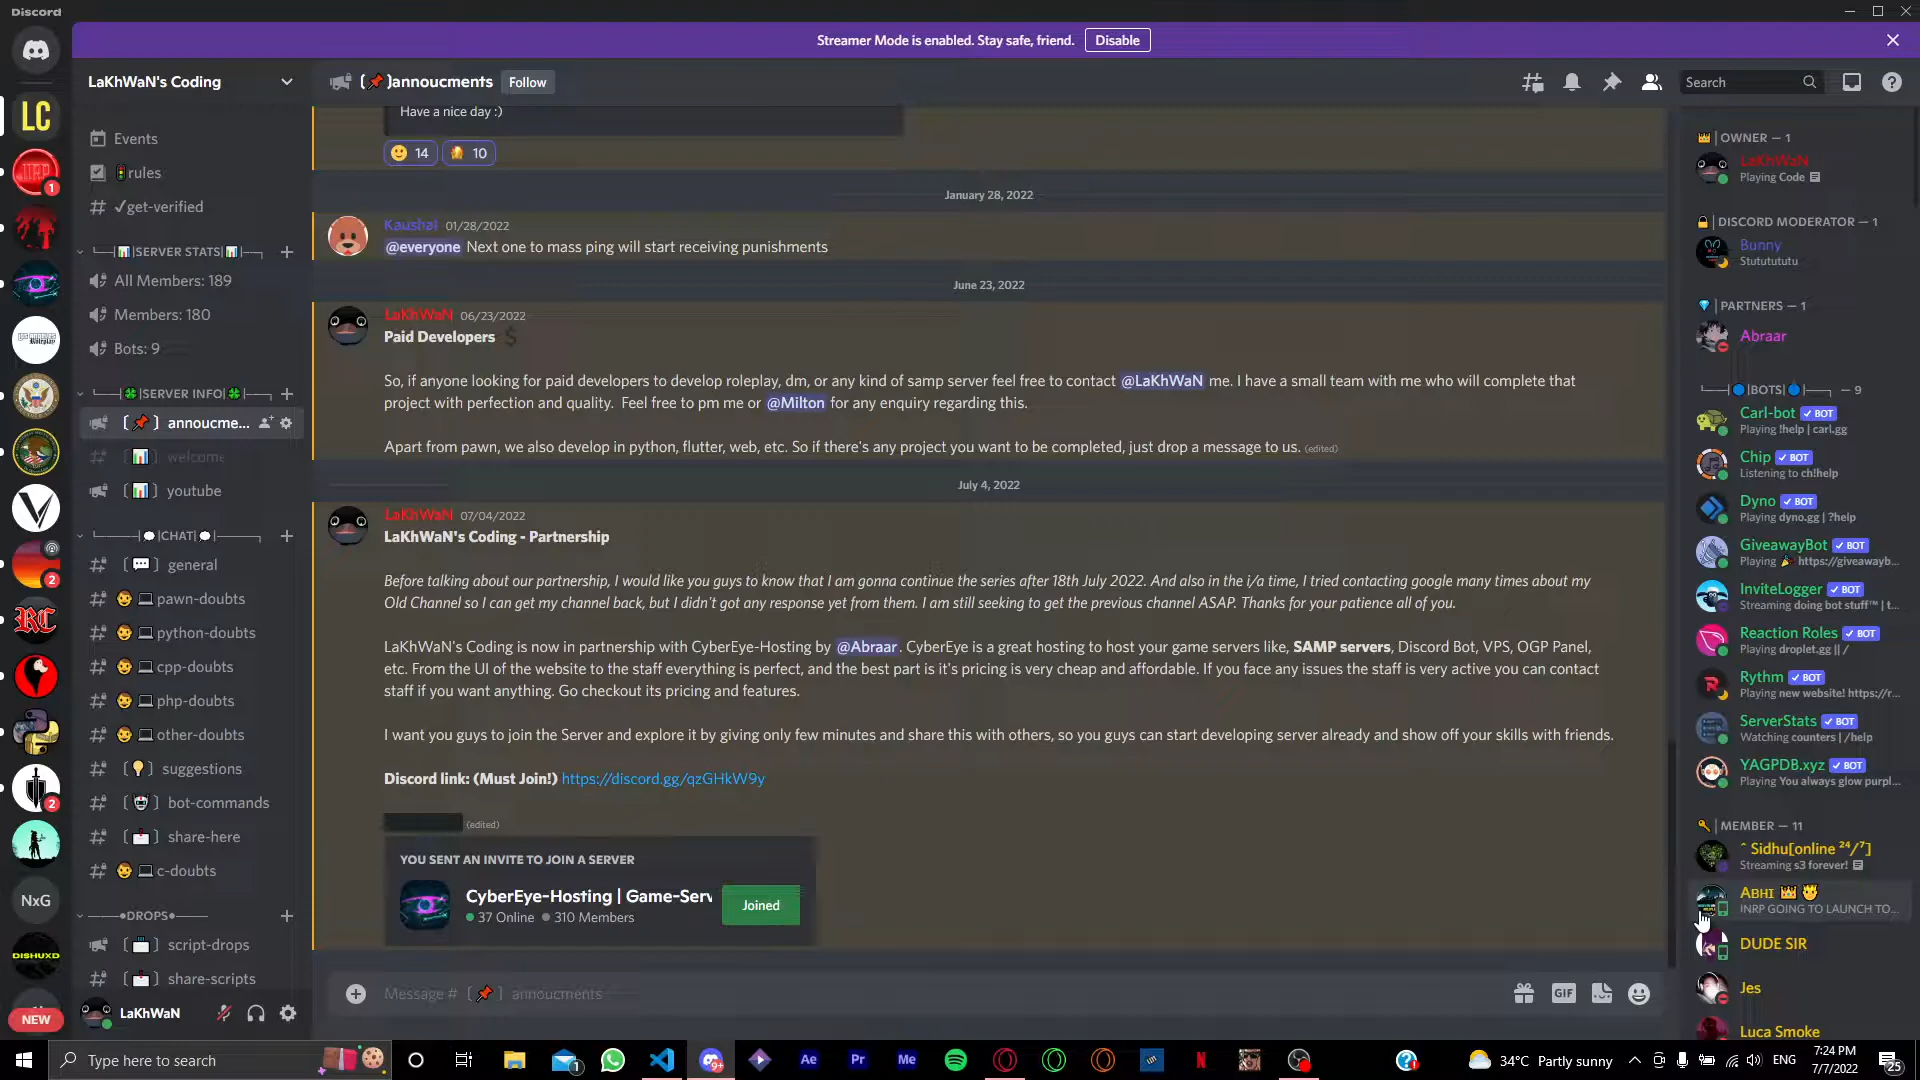 Discord
Streamer Mode is enabled. Stay safe, friend.
Disable
LaKhWaN's Coding
annoucments
Follow
Search
LC
Events
rules
✓get-verified
|SERVER STATS|
All Members: 189
Members: 180
Bots: 9
|SERVER INFO|
annoucme...
welcome
youtube
|CHAT|
general
pawn-doubts
python-doubts
cpp-doubts
php-doubts
other-doubts
suggestions
bot-commands
share-here
c-doubts
•DROPS•
script-drops
share-scripts
LaKhWaN
1
2
RC
2
NxG
DISHUXD
NEW
Have a nice day :)
14
10
January 28, 2022
Kaushal 01/28/2022
@everyone Next one to mass ping will start receiving punishments
June 23, 2022
LaKhWaN 06/23/2022
Paid Developers
So, if anyone looking for paid developers to develop roleplay, dm, or any kind of samp server feel free to contact @LaKhWaN me. I have a small team with me who will complete that
project with perfection and quality. Feel free to pm me or @Milton for any enquiry regarding this.
Apart from pawn, we also develop in python, flutter, web, etc. So if there's any project you want to be completed, just drop a message to us. (edited)
July 4, 2022
LaKhWaN 07/04/2022
LaKhWaN's Coding - Partnership
Before talking about our partnership, I would like you guys to know that I am gonna continue the series after 18th July 2022. And also in the i/a time, I tried contacting google many times about my
Old Channel so I can get my channel back, but I didn't got any response yet from them. I am still seeking to get the previous channel ASAP. Thanks for your patience all of you.
LaKhWaN's Coding is now in partnership with CyberEye-Hosting by @Abraar. CyberEye is a great hosting to host your game servers like, SAMP servers, Discord Bot, VPS, OGP Panel,
etc. From the UI of the website to the staff everything is perfect, and the best part is it's pricing is very cheap and affordable. If you face any issues the staff is very active you can contact
staff if you want anything. Go checkout its pricing and features.
I want you guys to join the Server and explore it by giving only few minutes and share this with others, so you guys can start developing server already and show off your skills with friends.
Discord link: (Must Join!) https://discord.gg/qzGHkW9y
(edited)
YOU SENT AN INVITE TO JOIN A SERVER
CyberEye-Hosting | Game-Serv
37 Online 310 Members
Joined
Message # annoucments
GIF
|OWNER — 1
LaKhWaN
Playing Code
|DISCORD MODERATOR — 1
Bunny
Stutututu
|PARTNERS — 1
Abraar
|BOTS| — 9
Carl-bot ✓ BOT
Playing !help | carl.gg
Chip ✓ BOT
Listening to ch!help
Dyno ✓ BOT
Playing dyno.gg | ?help
GiveawayBot ✓ BOT
Playing https://giveawayb...
InviteLogger ✓ BOT
Streaming doing bot stuff™ | t...
Reaction Roles ✓ BOT
Playing droplet.gg || /
Rythm ✓ BOT
Playing new website! https://r...
ServerStats ✓ BOT
Watching counters | /help
YAGPDB.xyz ✓ BOT
Playing You always glow purpl...
|MEMBER — 11
ˆ Sidhu[online ²⁴/⁷]
Streaming s3 forever!
ABHI
INRP GOING TO LAUNCH TO...
DUDE SIR
Jes
Luca Smoke
Type here to search
1
9+
Ae
Pr
Me
N
34°C Partly sunny
ENG
7:24 PM
7/7/2022
25